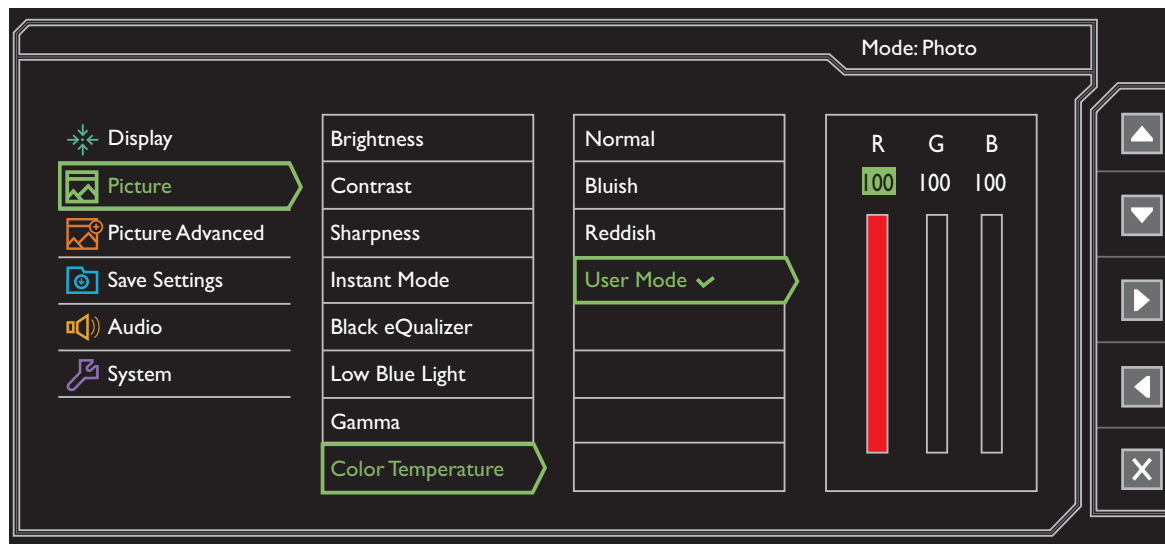 Mode: Photo
Display
Picture
Picture Advanced
Save Settings
Audio
System
Brightness
Contrast
Sharpness
Instant Mode
Black eQualizer
Low Blue Light
Gamma
Color Temperature
Normal
Bluish
Reddish
User Mode
R G B
100 100 100